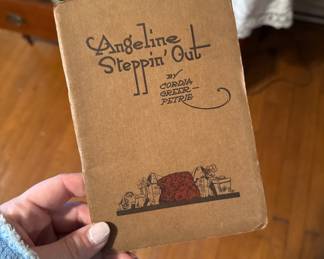 Angeline
Steppin' Out
BY
CORDIA
GREER-
PETRIE